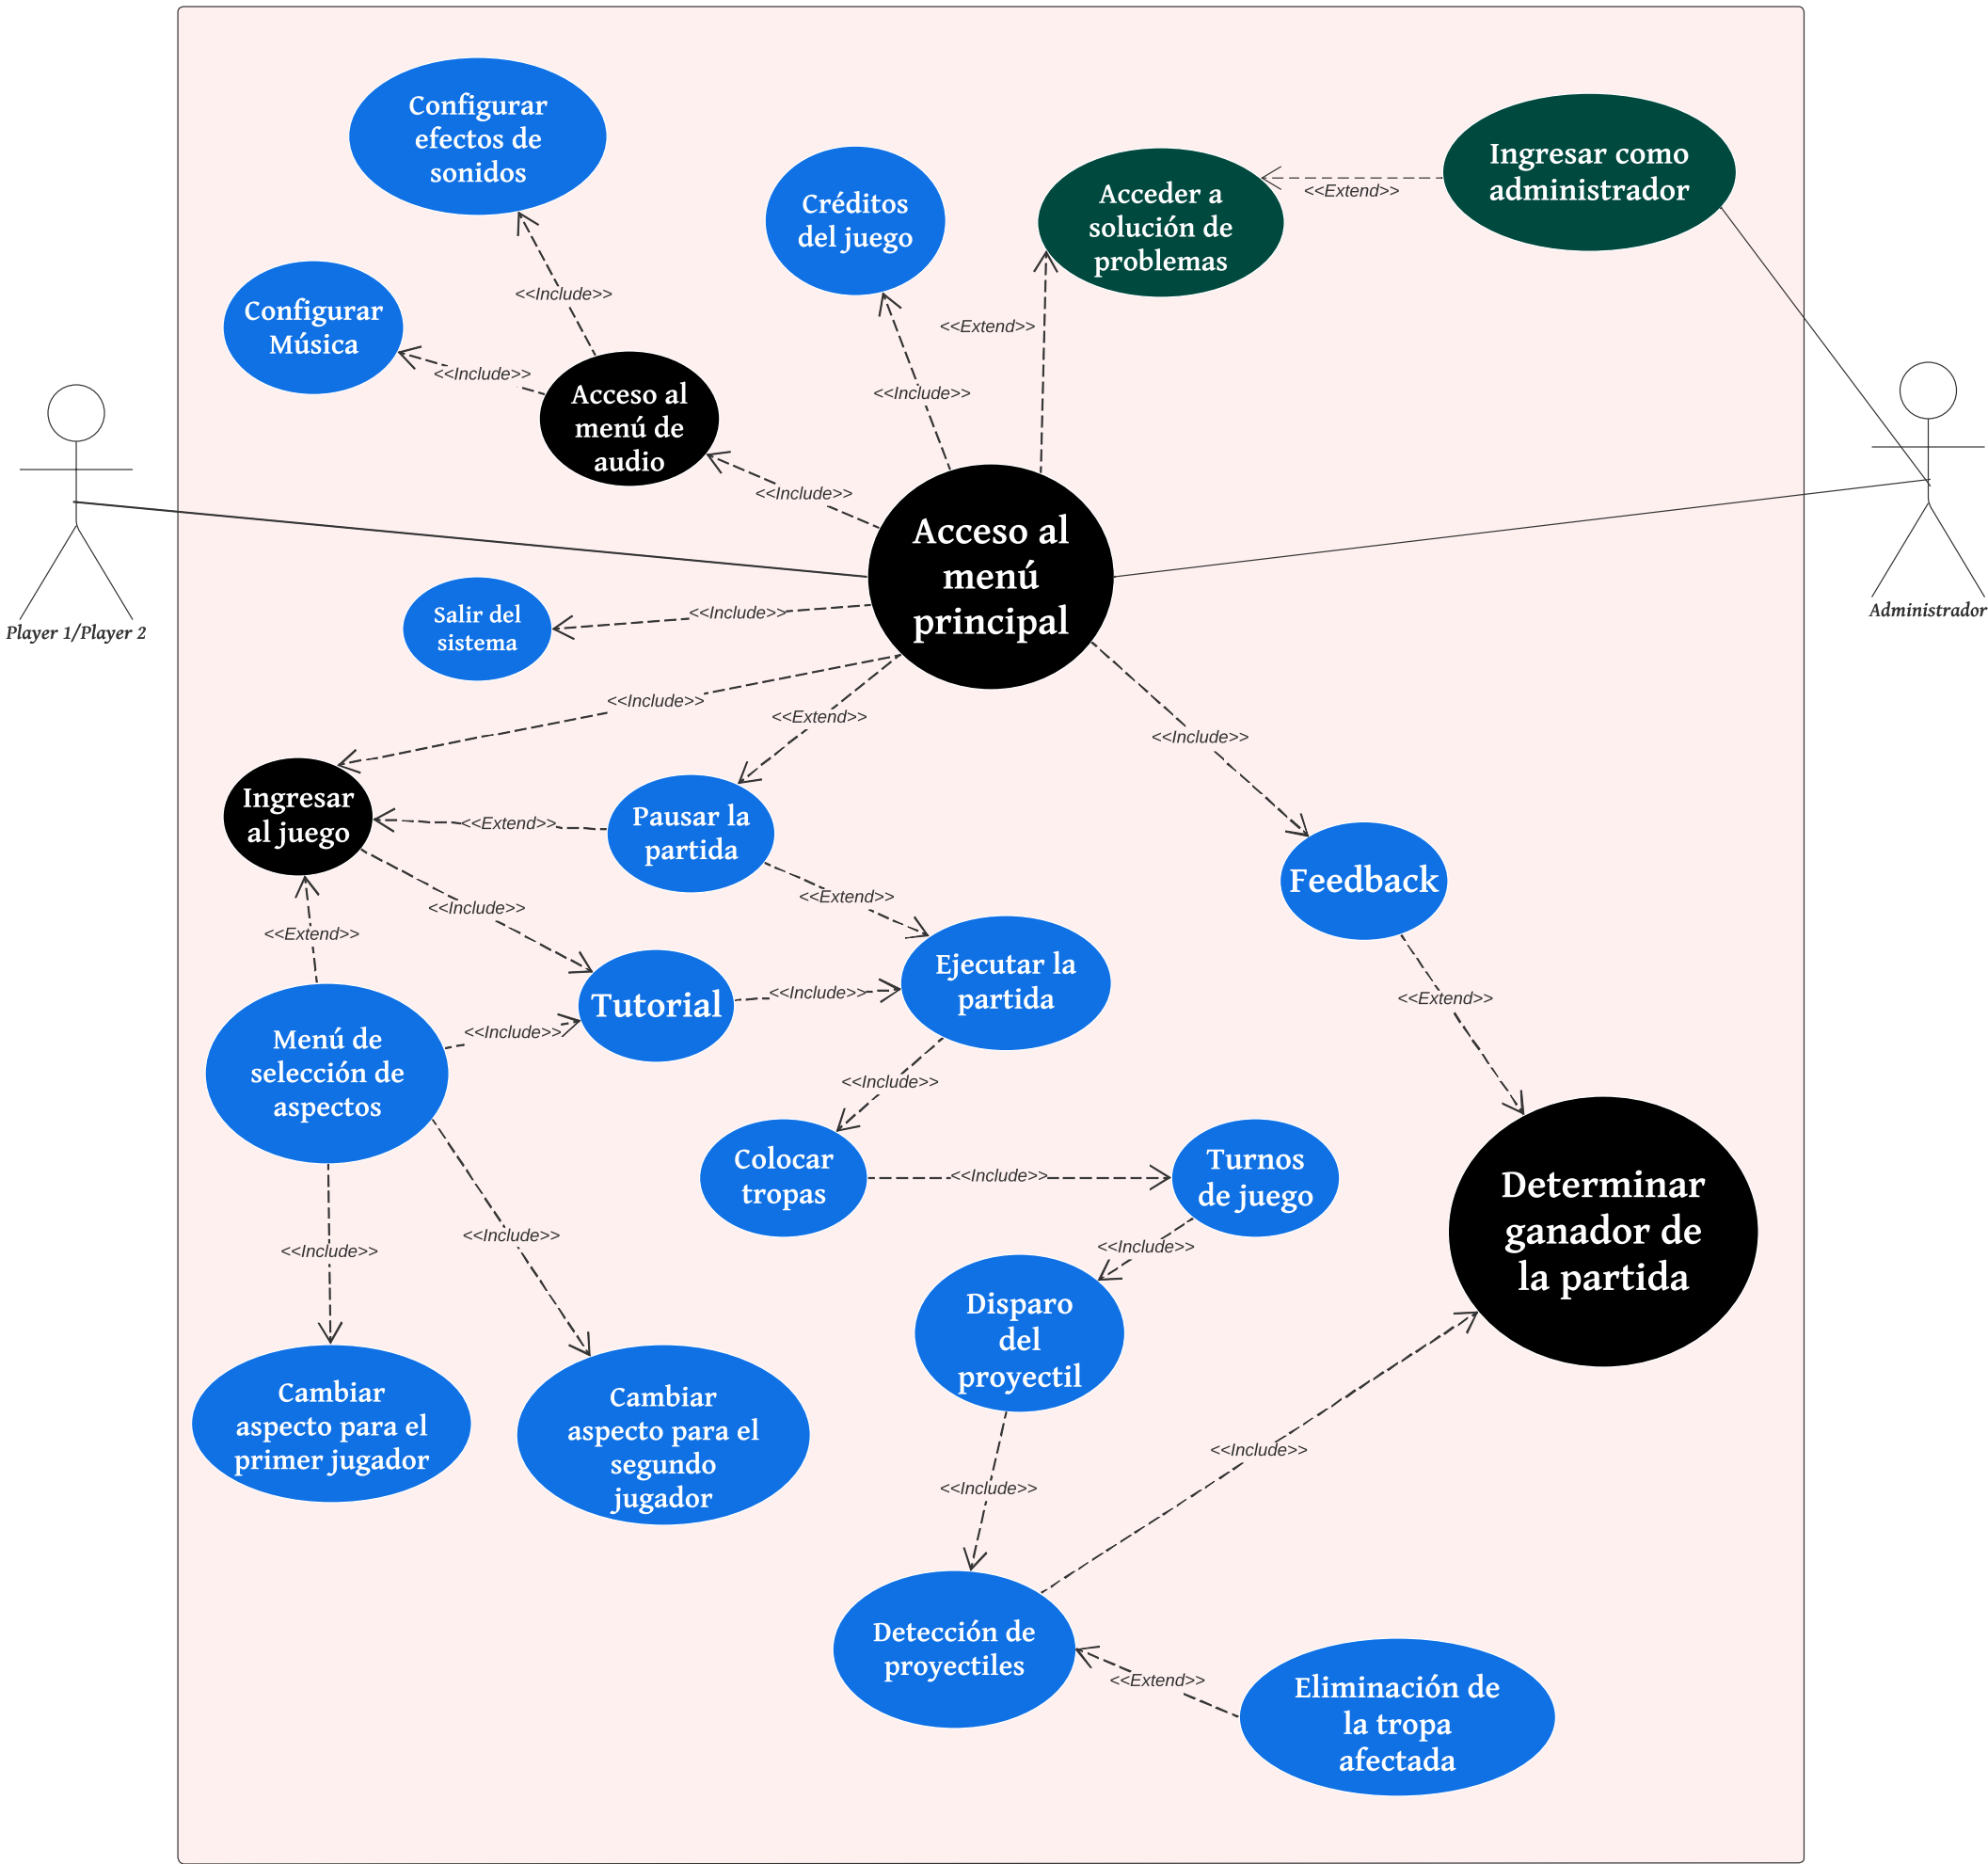 Configurar
efectos de
sonidos
Créditos
del juego
Acceder a
solución de
problemas
<<Extend>>
Ingresar como
administrador
Configurar
Música
<<Include>>
<<Include>>
Acceso al
menú de
audio
<<Extend>>
<<Include>>
<<Include>>
Acceso al
menú
principal
Player 1/Player 2
Administrador
Salir del
sistema
<<Include>>
<<Include>>
<<Extend>>
<<Include>>
Ingresar
al juego
<<Extend>>
Pausar la
partida
Feedback
<<Include>>
<<Extend>>
<<Extend>>
Ejecutar la
partida
Tutorial
<<Include>>
<<Include>>
<<Extend>>
Menú de
selección de
aspectos
<<Include>>
Colocar
tropas
<<Include>>
Turnos
de juego
Determinar
ganador de
la partida
<<Include>>
<<Include>>
<<Include>>
Disparo
del
proyectil
Cambiar
aspecto para el
primer jugador
Cambiar
aspecto para el
segundo
jugador
<<Include>>
<<Include>>
Detección de
proyectiles
<<Extend>>
Eliminación de
la tropa
afectada